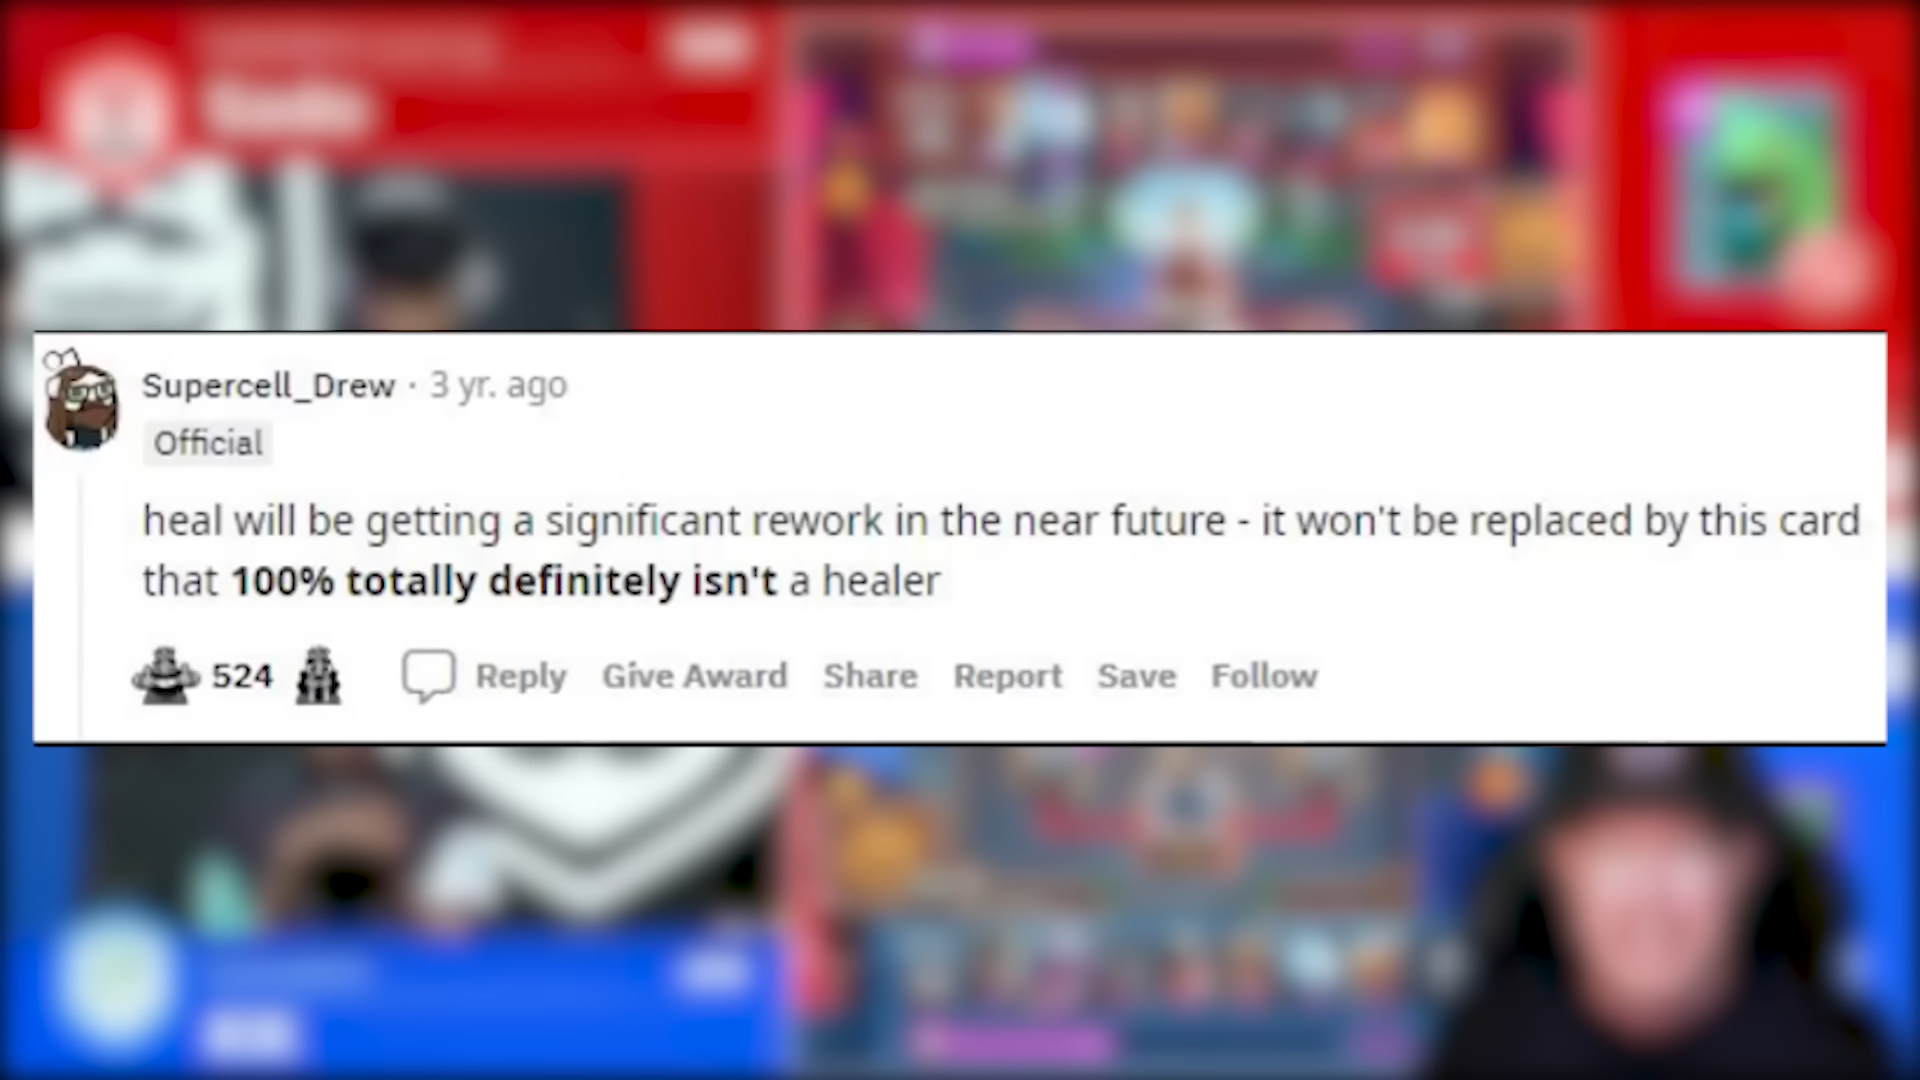 Supercell_Drew · 3 yr. ago
Official
heal will be getting a significant rework in the near future - it won't be replaced by this card
that 100% totally definitely isn't a healer
524 Reply Give Award Share Report Save Follow